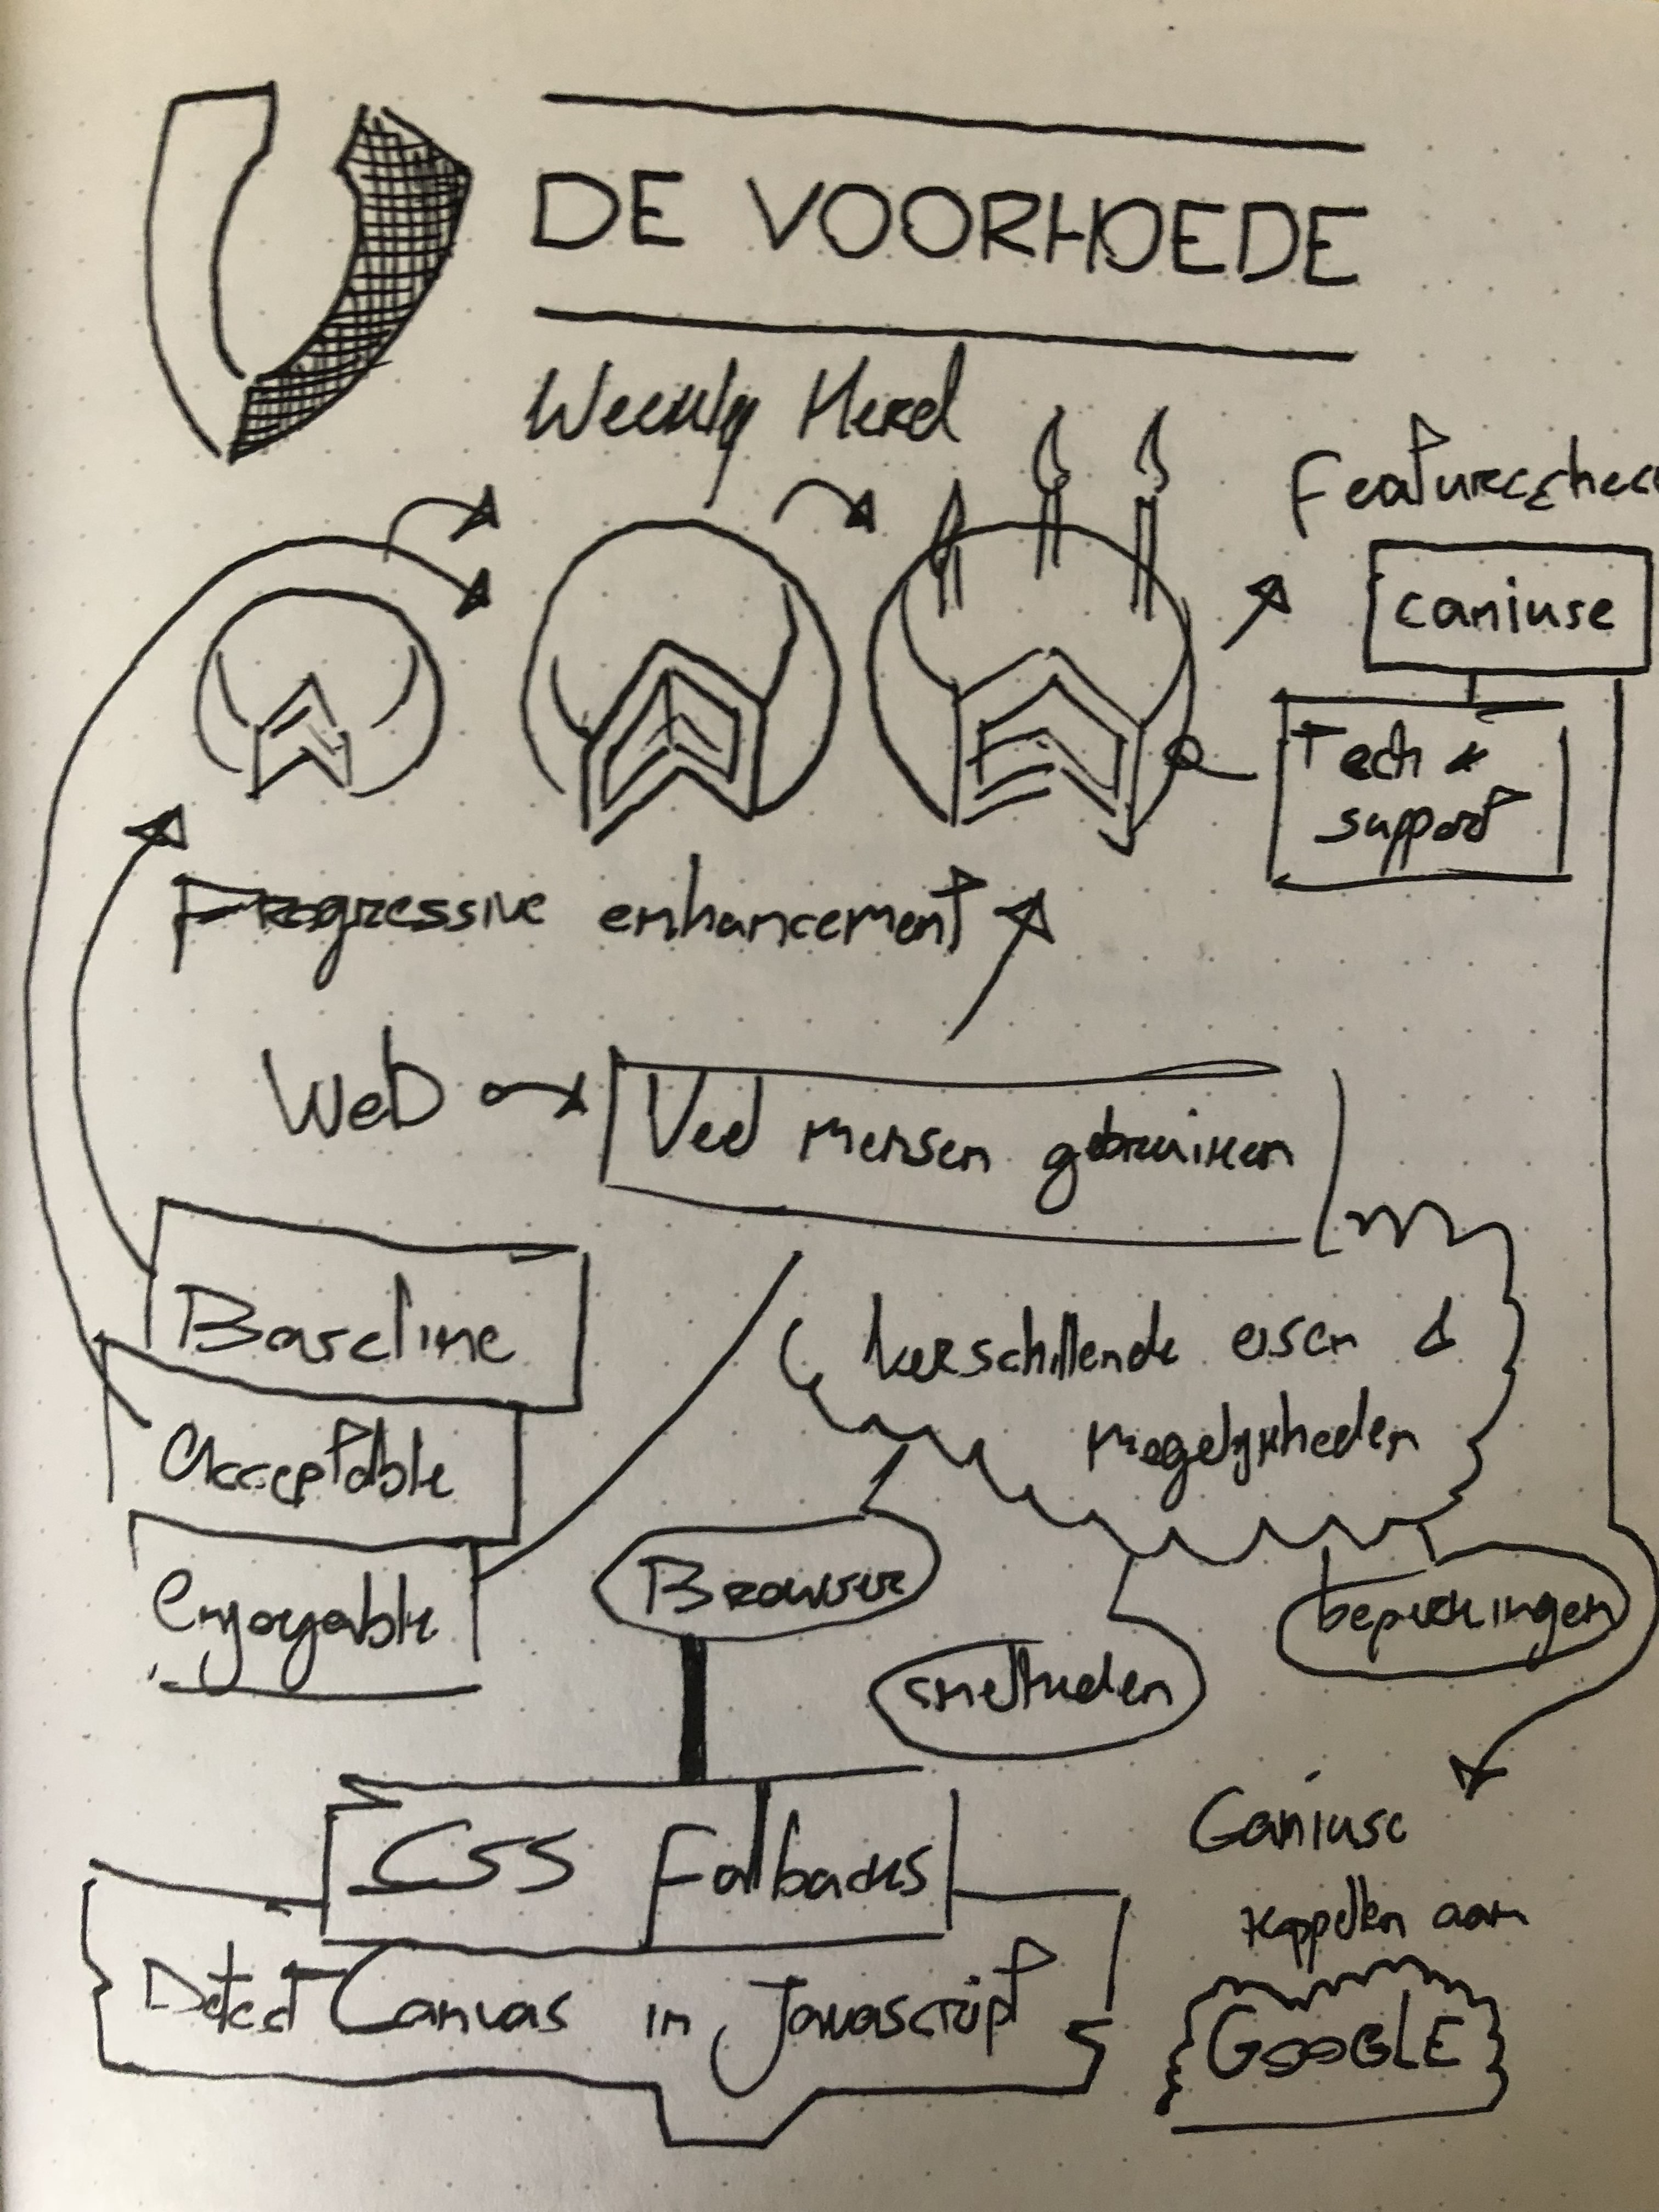 DE VOORHOEDE
Weekly Nerd
Featurecheck
caniuse
Tech &
support
Progressive enhancement
Web
Veel mensen gebruiken
Baseline
Acceptable
Enjoyable
Verschillende eisen &
mogelijkheden
Browser
snelheden
beperkingen
CSS Fallbacks
Detect Canvas in Javascript
Caniuse
koppellen aan
GOOGLE